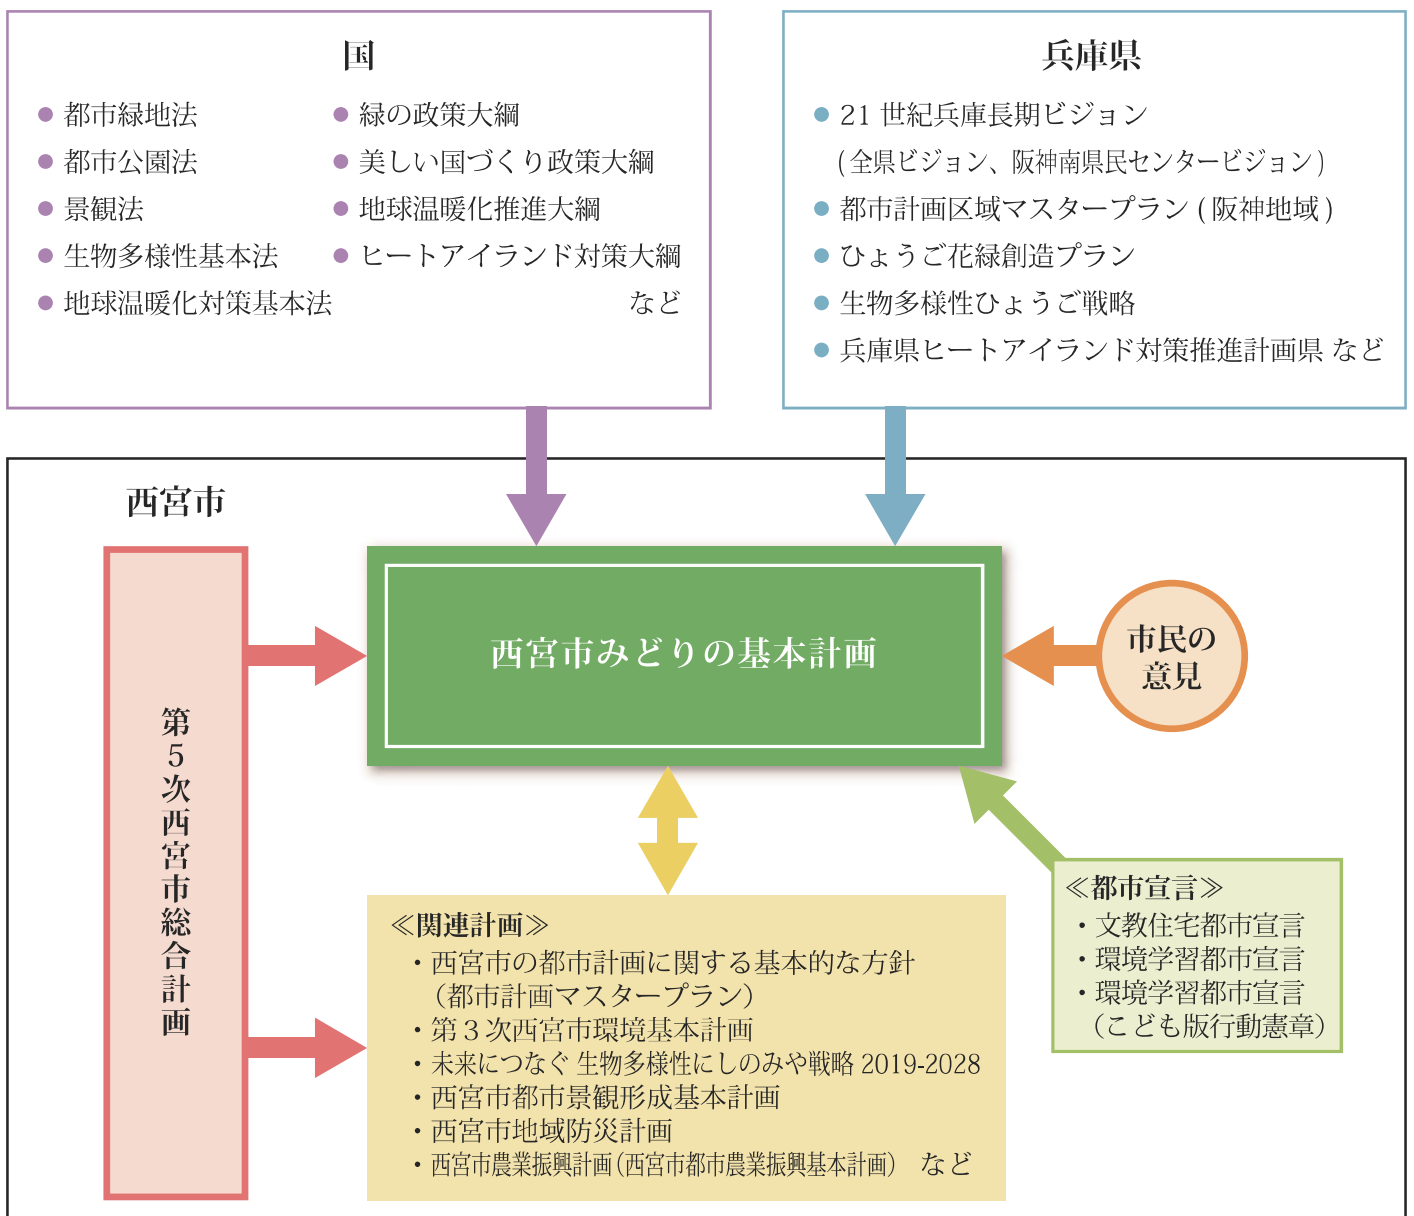 国
都市緑地法
都市公園法
景観法
生物多様性基本法
地球温暖化対策基本法
緑の政策大綱
美しい国づくり政策大綱
地球温暖化推進大綱
ヒートアイランド対策大綱
など
兵庫県
21 世紀兵庫長期ビジョン
( 全県ビジョン、阪神南県民センタービジョン )
都市計画区域マスタープラン ( 阪神地域 )
ひょうご花緑創造プラン
生物多様性ひょうご戦略
兵庫県ヒートアイランド対策推進計画県 など
西宮市
第5次西宮市総合計画
西宮市みどりの基本計画
市民の
意見
≪関連計画≫
・西宮市の都市計画に関する基本的な方針
（都市計画マスタープラン）
・第３次西宮市環境基本計画
・未来につなぐ 生物多様性にしのみや戦略 2019-2028
・西宮市都市景観形成基本計画
・西宮市地域防災計画
・西宮市農業振興計画（西宮市都市農業振興基本計画） など
≪都市宣言≫
・文教住宅都市宣言
・環境学習都市宣言
・環境学習都市宣言
（こども版行動憲章）